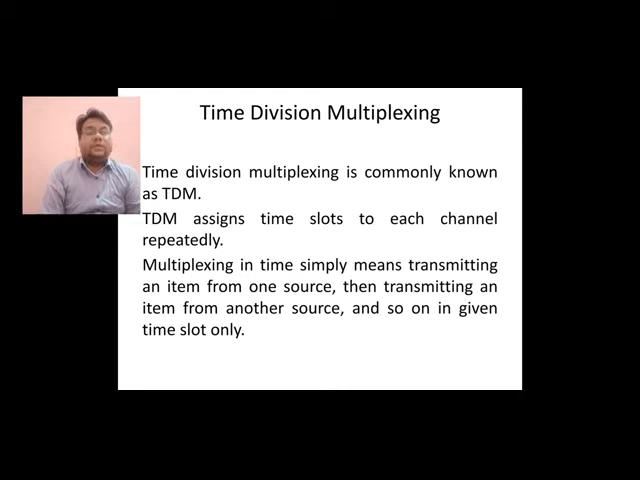 Time Division Multiplexing
Time division multiplexing is commonly known
as TDM.
TDM assigns time slots to each channel
repeatedly.
Multiplexing in time simply means transmitting
an item from one source, then transmitting an
item from another source, and so on in given
time slot only.